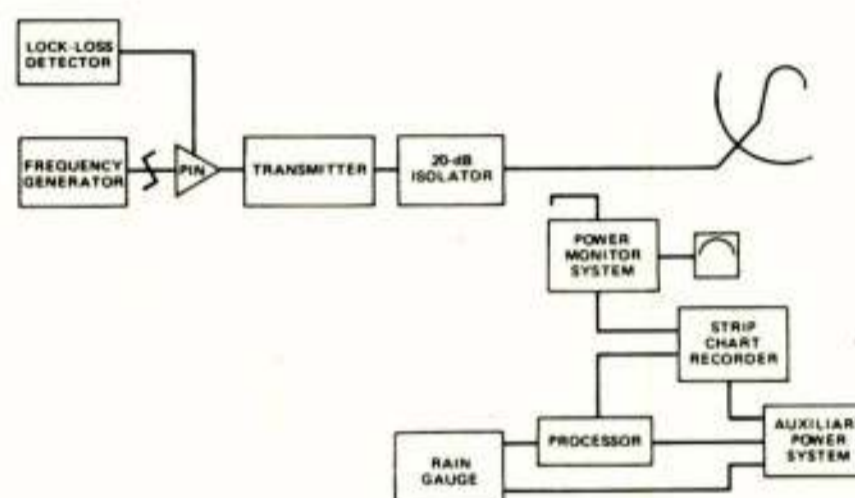 LOCK-LOSS
DETECTOR
FREQUENCY
GENERATOR
PIN
TRANSMITTER
20-dB
ISOLATOR
POWER
MONITOR
SYSTEM
STRIP
CHART
RECORDER
PROCESSOR
AUXILIAR
POWER
SYSTEM
RAIN
GAUGE